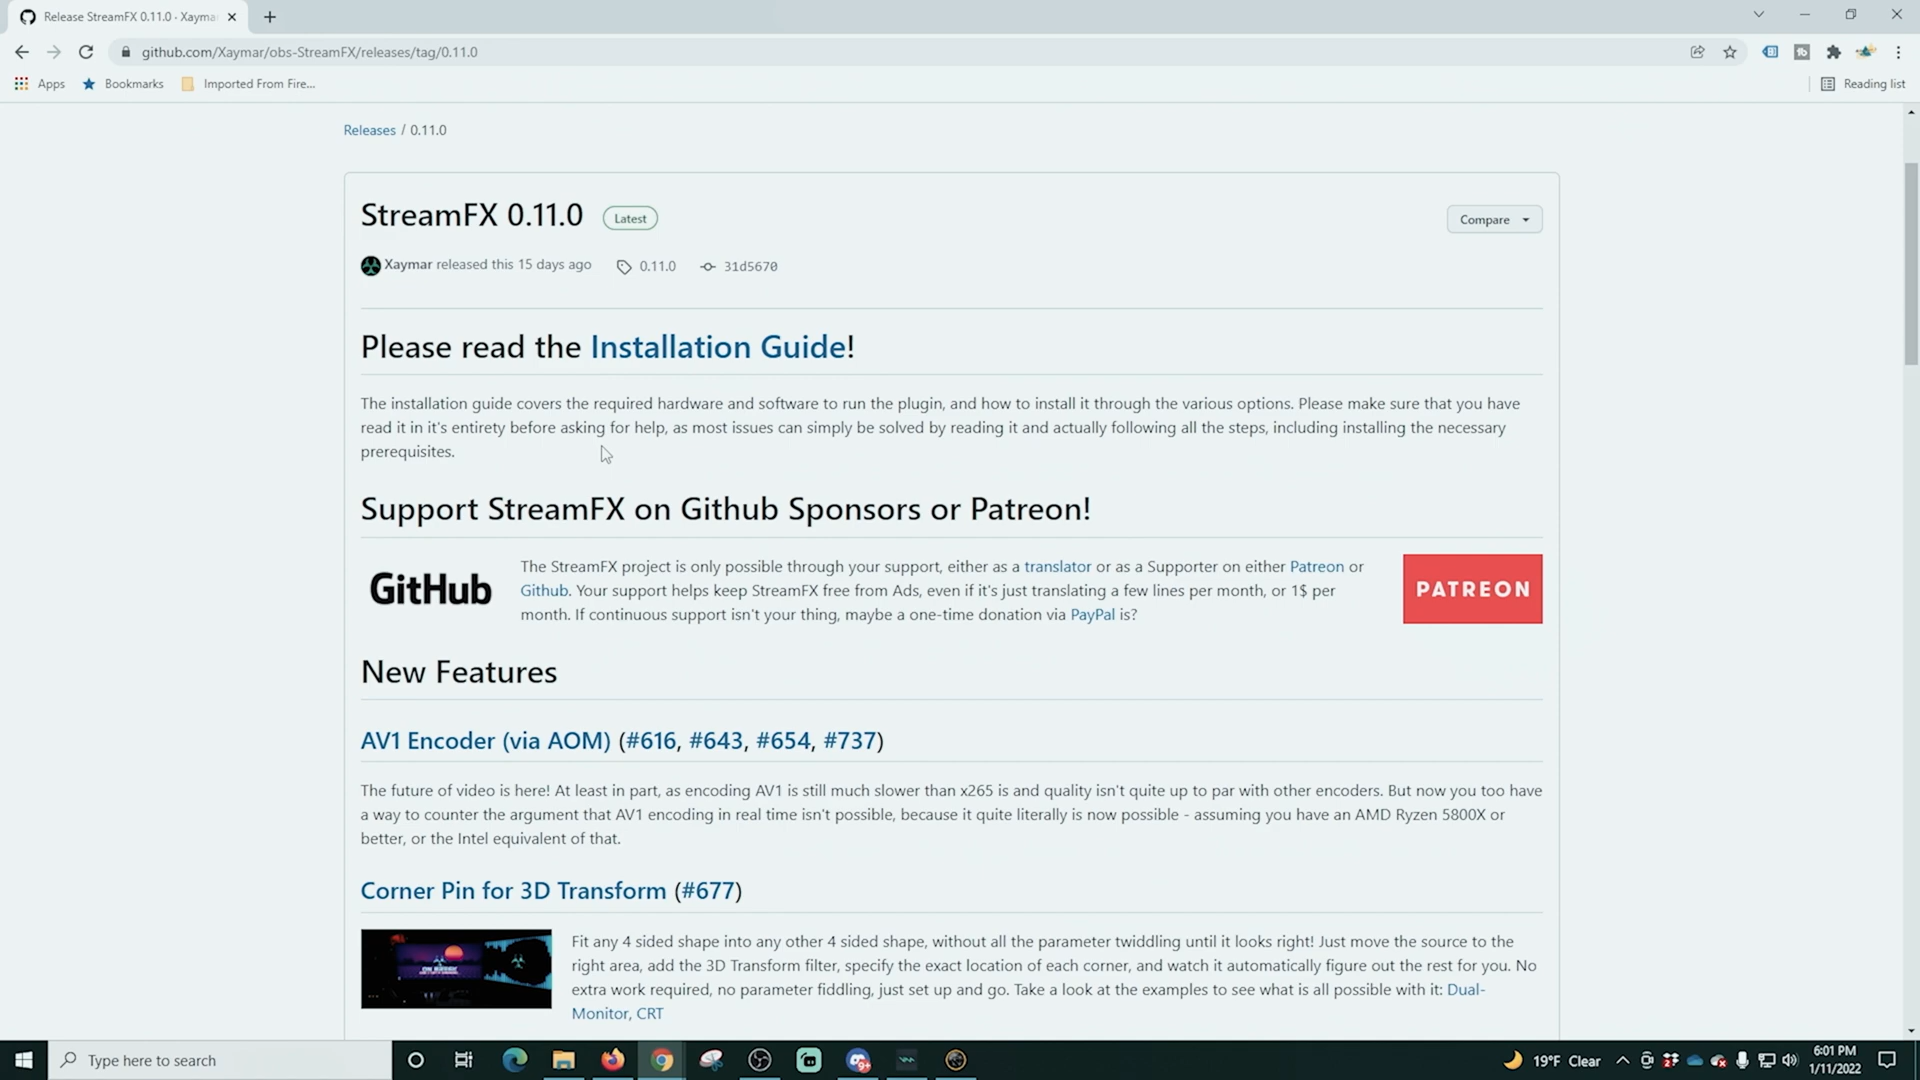 Release StreamFX 0.11.0 · Xayma
github.com/Xaymar/obs-StreamFX/releases/tag/0.11.0
Apps
Bookmarks
Imported From Fire...
Reading list
Releases / 0.11.0
StreamFX 0.11.0
Latest
Compare
Xaymar released this 15 days ago
0.11.0
31d5670
Please read the Installation Guide!
The installation guide covers the required hardware and software to run the plugin, and how to install it through the various options. Please make sure that you have
read it in it's entirety before asking for help, as most issues can simply be solved by reading it and actually following all the steps, including installing the necessary
prerequisites.
Support StreamFX on Github Sponsors or Patreon!
GitHub
The StreamFX project is only possible through your support, either as a translator or as a Supporter on either Patreon or
Github. Your support helps keep StreamFX free from Ads, even if it's just translating a few lines per month, or 1$ per
month. If continuous support isn't your thing, maybe a one-time donation via PayPal is?
PATREON
New Features
AV1 Encoder (via AOM) (#616, #643, #654, #737)
The future of video is here! At least in part, as encoding AV1 is still much slower than x265 is and quality isn't quite up to par with other encoders. But now you too have
a way to counter the argument that AV1 encoding in real time isn't possible, because it quite literally is now possible - assuming you have an AMD Ryzen 5800X or
better, or the Intel equivalent of that.
Corner Pin for 3D Transform (#677)
Fit any 4 sided shape into any other 4 sided shape, without all the parameter twiddling until it looks right! Just move the source to the
right area, add the 3D Transform filter, specify the exact location of each corner, and watch it automatically figure out the rest for you. No
extra work required, no parameter fiddling, just set up and go. Take a look at the examples to see what is all possible with it: Dual-
Monitor, CRT
Type here to search
19°F Clear
6:01 PM
1/11/2022